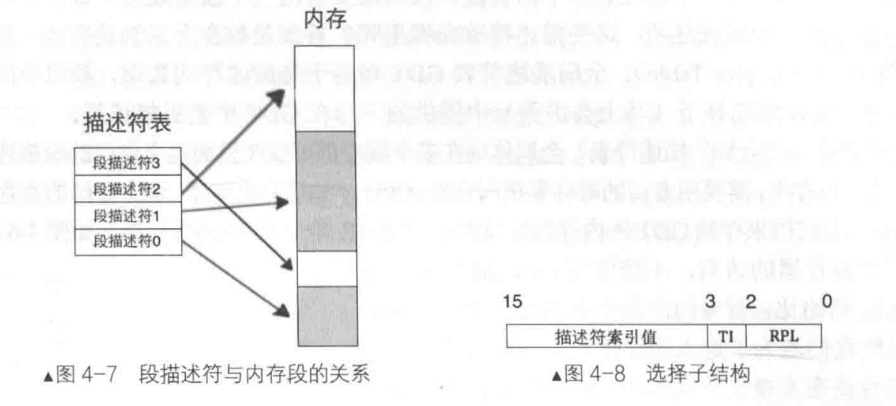 内存
描述符表
段描述符3
段描述符2
段描述符1
段描述符0
▲图 4-7 段描述符与内存段的关系
15 3 2 0
描述符索引值 TI RPL
▲图 4-8 选择子结构